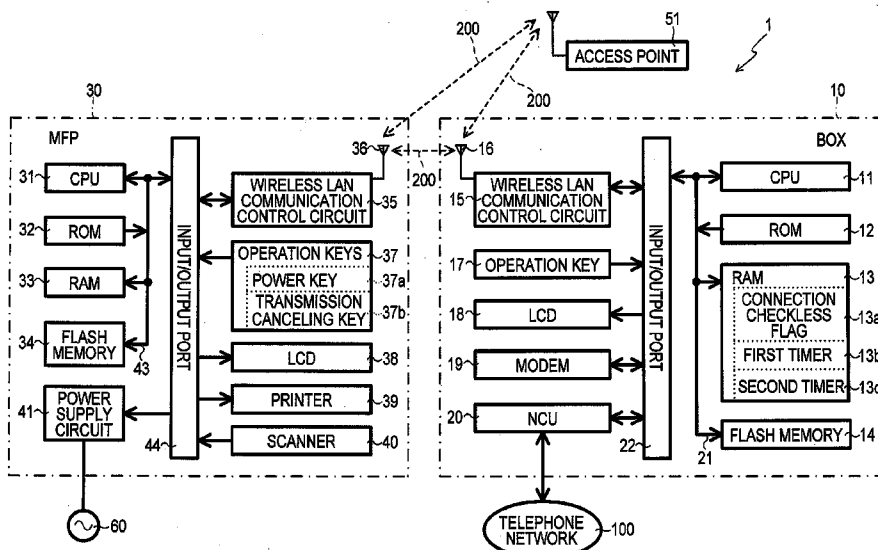 200
51
ACCESS POINT
1
200
30
10
MFP
36
200
16
BOX
31
CPU
35
WIRELESS LAN
COMMUNICATION
CONTROL CIRCUIT
15
WIRELESS LAN
COMMUNICATION
CONTROL CIRCUIT
CPU
11
32
ROM
ROM
12
33
RAM
INPUT/OUTPUT PORT
OPERATION KEYS
37
POWER KEY
37a
TRANSMISSION
CANCELING KEY
37b
17
OPERATION KEY
INPUT/OUTPUT PORT
RAM
13
CONNECTION
CHECKLESS
FLAG
13a
FIRST TIMER
13b
SECOND TIMER
13c
34
FLASH
MEMORY
43
LCD
38
18
LCD
41
POWER
SUPPLY
CIRCUIT
PRINTER
39
19
MODEM
44
SCANNER
40
20
NCU
22
21
FLASH MEMORY
14
60
TELEPHONE
NETWORK
100